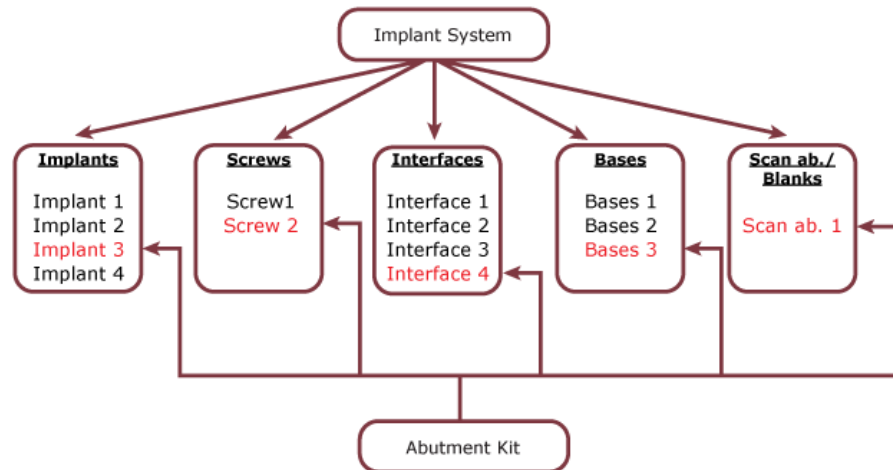 Implant System
Implants
Implant 1
Implant 2
Implant 3
Implant 4
Screws
Screw1
Screw 2
Interfaces
Interface 1
Interface 2
Interface 3
Interface 4
Bases
Bases 1
Bases 2
Bases 3
Scan ab./
Blanks
Scan ab. 1
Abutment Kit